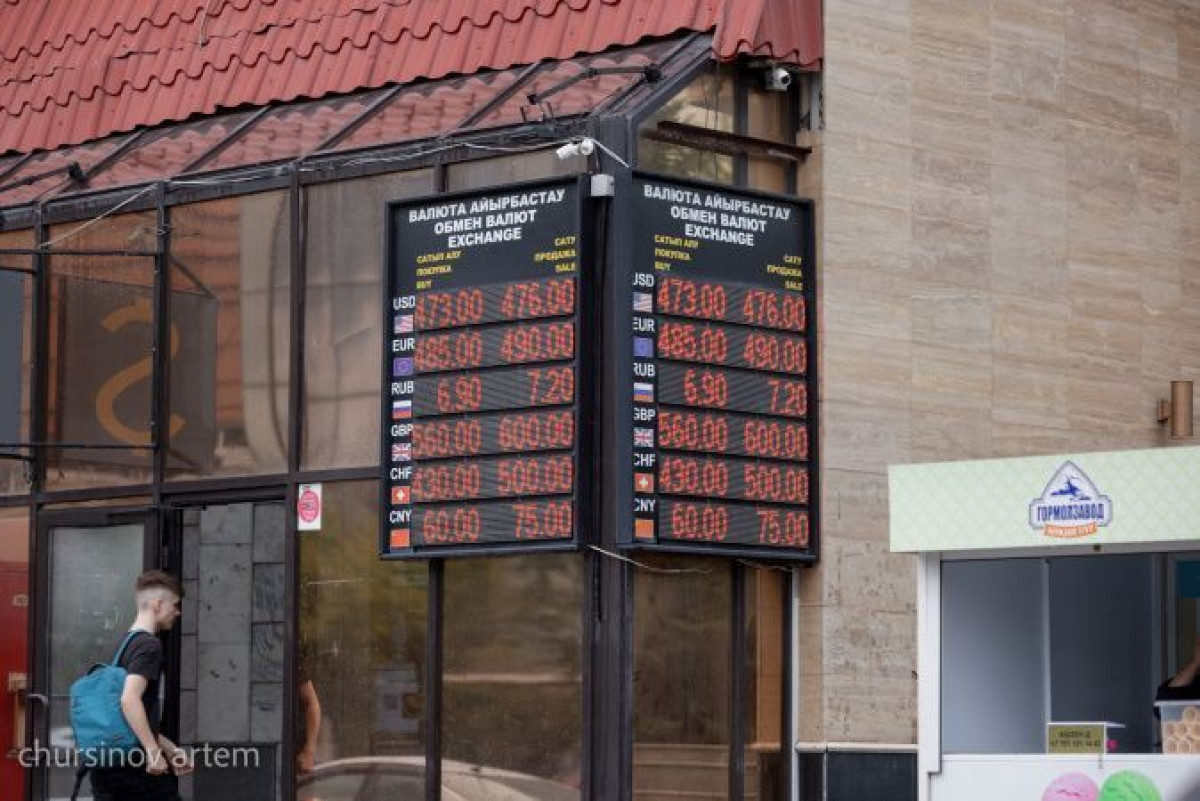 ВАЛЮТА АЙЫРБАСТАУ
ОБМЕН ВАЛЮТ
EXCHANGE
САТЫП АЛУ САТУ
ПОКУПКА ПРОДАЖА
BUY SALE
USD 473.00 476.00
EUR 485.00 490.00
RUB 6.90 7.20
GBP 560.00 600.00
CHF 430.00 500.00
CNY 60.00 75.00
ВАЛЮТА АЙЫРБАСТАУ
ОБМЕН ВАЛЮТ
EXCHANGE
САТЫП АЛУ САТУ
ПОКУПКА ПРОДАЖА
BUY SALE
USD 473.00 476.00
EUR 485.00 490.00
RUB 6.90 7.20
GBP 560.00 600.00
CHF 430.00 500.00
CNY 60.00 75.00
ГОРМОЛЗАВОД
chursinov artem